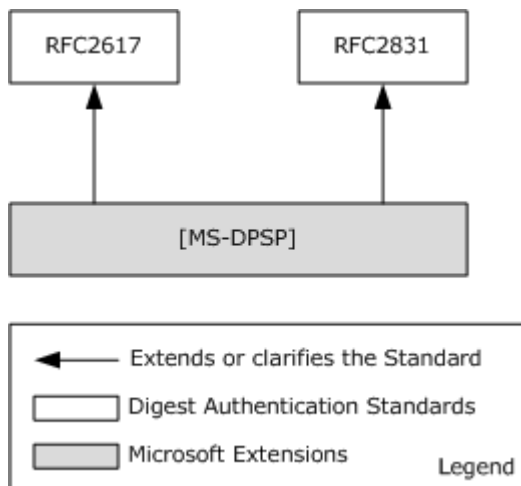 RFC2617
RFC2831
[MS-DPSP]
Extends or clarifies the Standard
Digest Authentication Standards
Microsoft Extensions
Legend